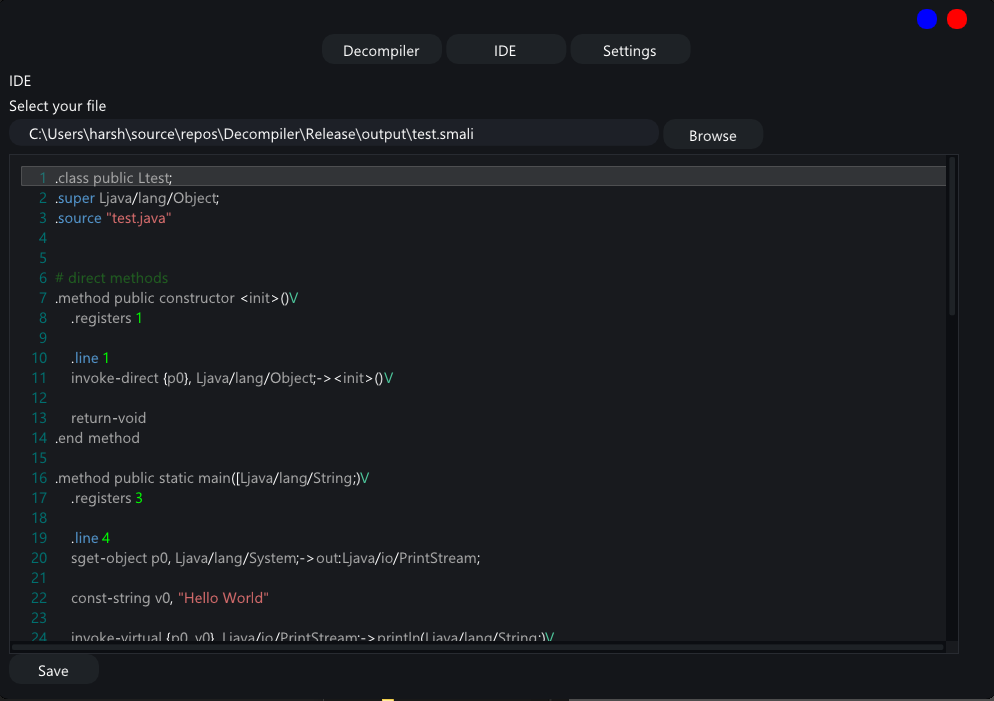 Decompiler IDE Settings
IDE
Select your file
C:\Users\harsh\source\repos\Decompiler\Release\output\test.smali Browse
1 .class public Ltest;
2 .super Ljava/lang/Object;
3 .source "test.java"
4
5
6 # direct methods
7 .method public constructor <init>()V
8 .registers 1
9
10 .line 1
11 invoke-direct {p0}, Ljava/lang/Object;-><init>()V
12
13 return-void
14 .end method
15
16 .method public static main([Ljava/lang/String;)V
17 .registers 3
18
19 .line 4
20 sget-object p0, Ljava/lang/System;->out:Ljava/io/PrintStream;
21
22 const-string v0, "Hello World"
23
24 invoke-virtual {p0, v0}, Ljava/io/PrintStream;->println(Ljava/lang/String;)V
Save